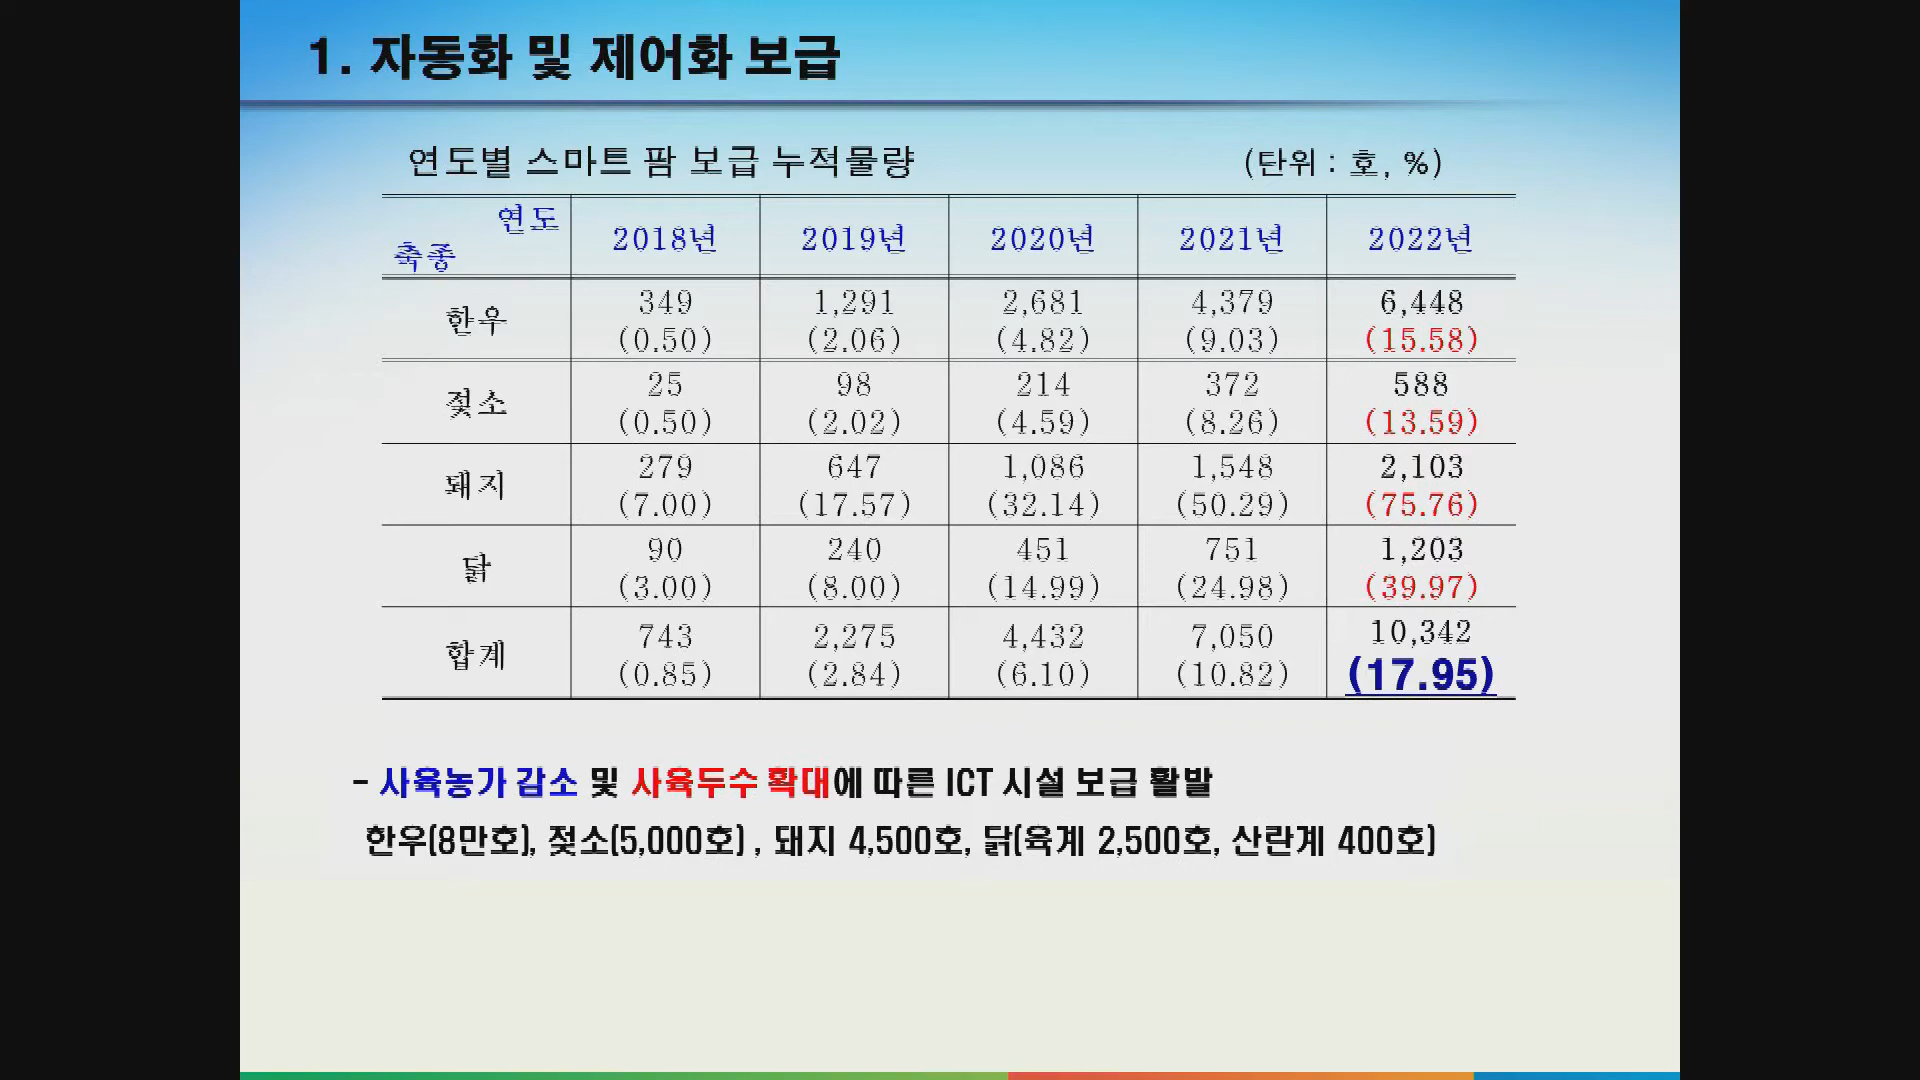 1. 자동화 및 제어화 보급
연도별 스마트 팜 보급 누적물량 (단위 : 호, %)
연도
축종
2018년 2019년 2020년 2021년 2022년
한우
349 1,291 2,681 4,379 6,448
(0.50) (2.06) (4.82) (9.03) (15.58)
젖소
25 98 214 372 588
(0.50) (2.02) (4.59) (8.26) (13.59)
돼지
279 647 1,086 1,548 2,103
(7.00) (17.57) (32.14) (50.29) (75.76)
닭
90 240 451 751 1,203
(3.00) (8.00) (14.99) (24.98) (39.97)
합계
743 2,275 4,432 7,050 10,342
(0.85) (2.84) (6.10) (10.82) (17.95)
- 사육농가 감소 및 사육두수 확대에 따른 ICT 시설 보급 활발
한우(8만호), 젖소(5,000호) , 돼지 4,500호, 닭(육계 2,500호, 산란계 400호)